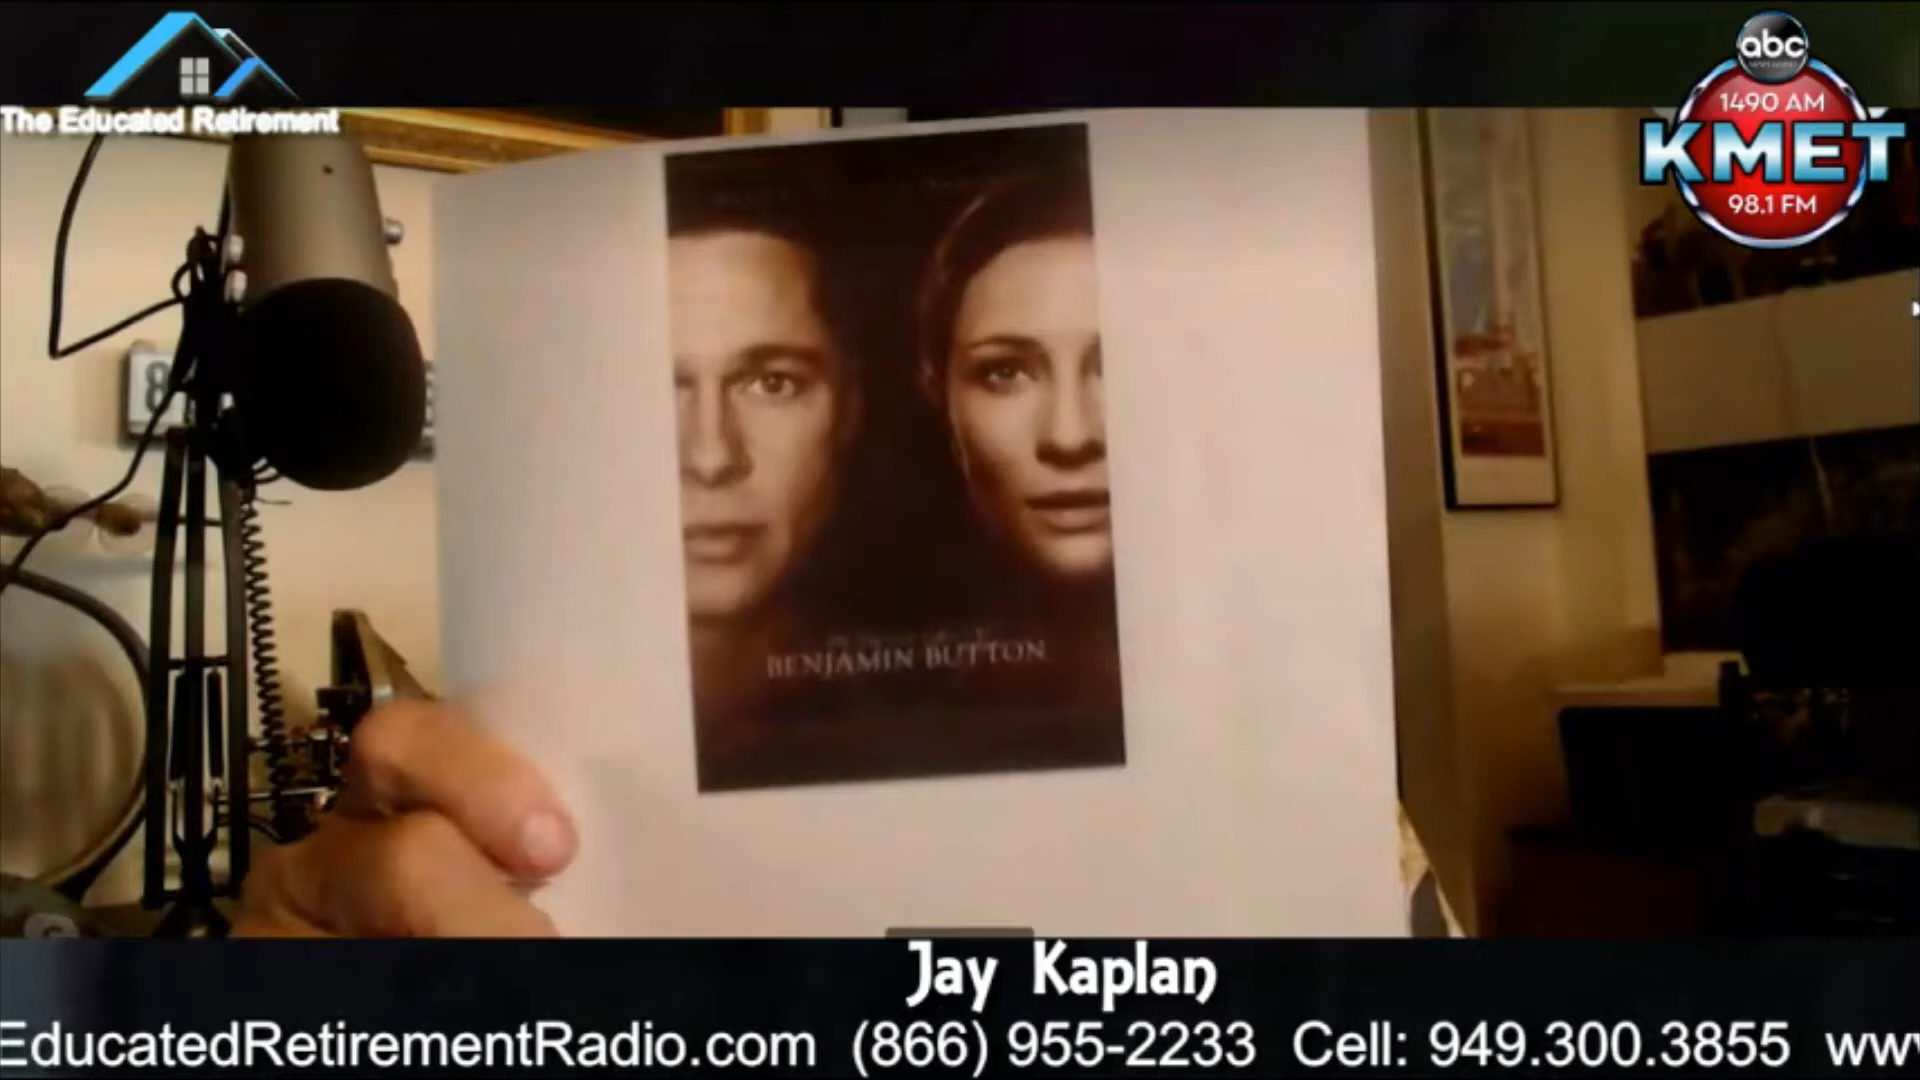 The Educated Retirement
abc
1490 AM
KMET
98.1 FM
8
BENJAMIN BUTTON
Jay Kaplan
EducatedRetirementRadio.com (866) 955-2233 Cell: 949.300.3855 www